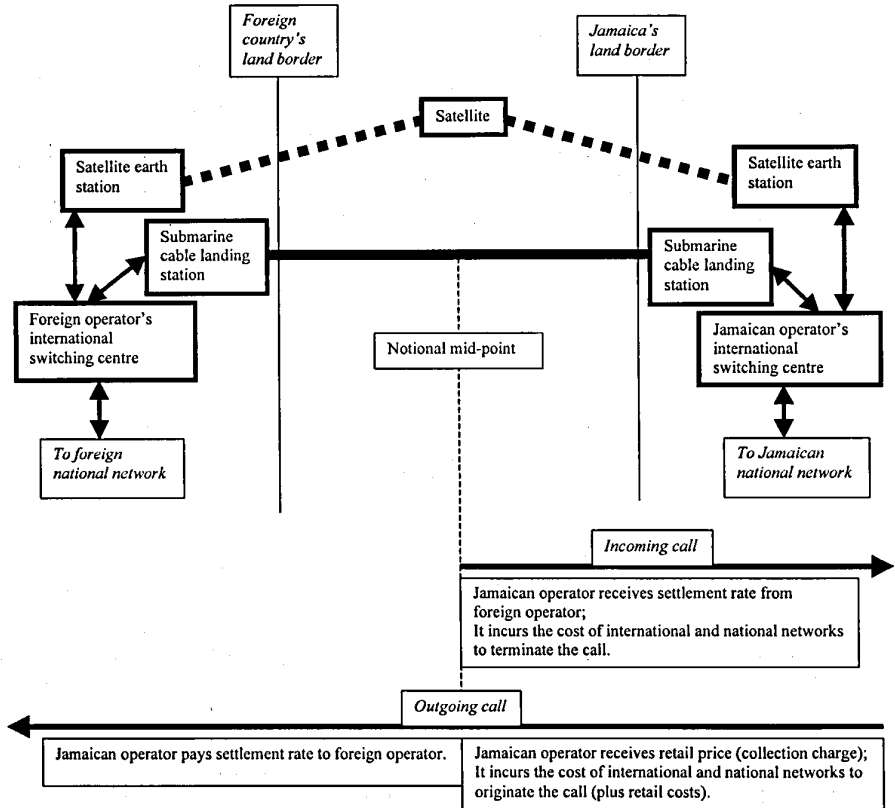 Foreign
country's
land border
Jamaica's
land border
Satellite
Satellite earth
station
Satellite earth
station
Submarine
cable landing
station
Submarine
cable landing
station
Foreign operator's
international
switching centre
Notional mid-point
Jamaican operator's
international
switching centre
To foreign
national network
To Jamaican
national network
Incoming call
Jamaican operator receives settlement rate from
foreign operator;
It incurs the cost of international and national networks
to terminate the call.
Outgoing call
Jamaican operator pays settlement rate to foreign operator.
Jamaican operator receives retail price (collection charge);
It incurs the cost of international and national networks to
originate the call (plus retail costs).